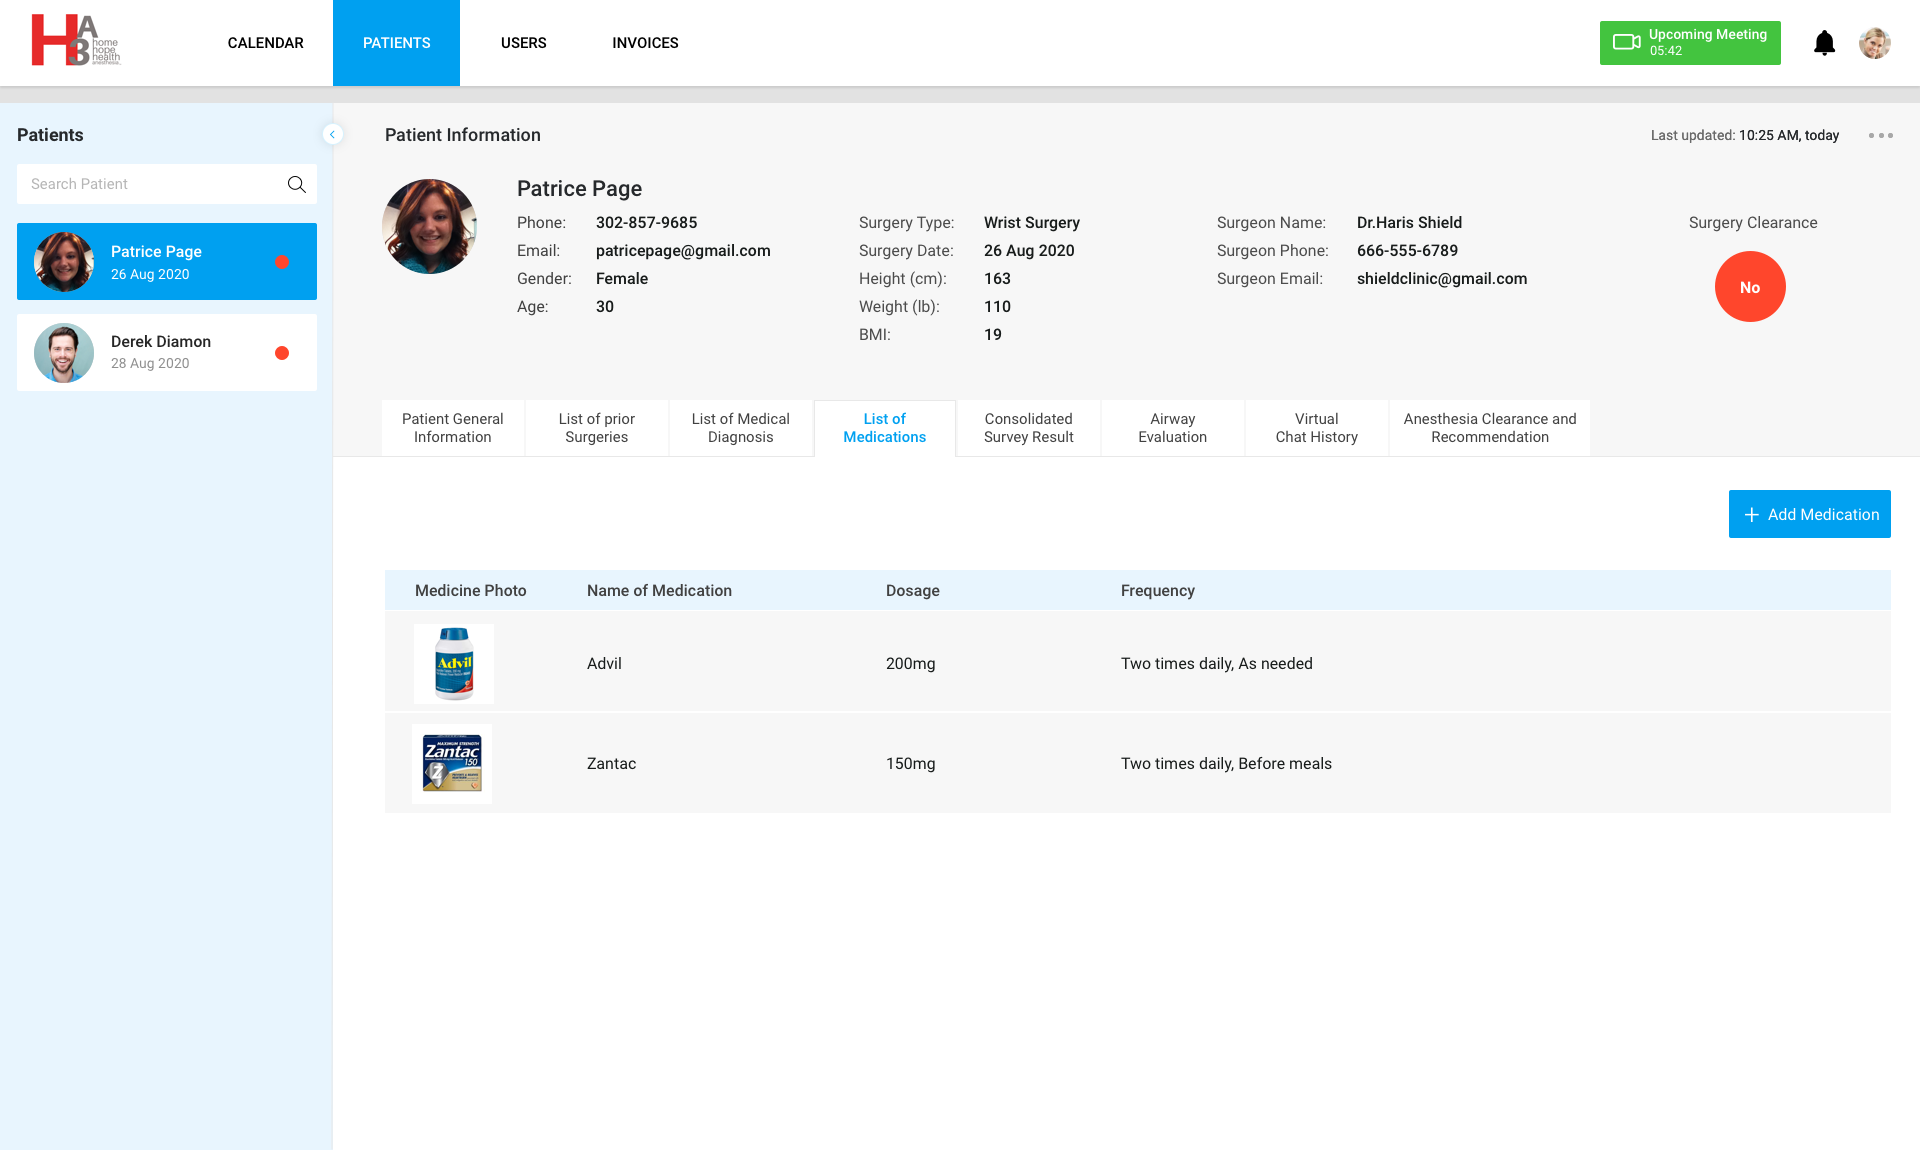 HA3 home hope health anesthesia
CALENDAR
PATIENTS
USERS
INVOICES
Upcoming Meeting
05:42
Patients
Search Patient
Patrice Page
26 Aug 2020
Derek Diamon
28 Aug 2020
Patient Information
Last updated: 10:25 AM, today
Patrice Page
Phone: 302-857-9685
Email: patricepage@gmail.com
Gender: Female
Age: 30
Surgery Type: Wrist Surgery
Surgery Date: 26 Aug 2020
Height (cm): 163
Weight (lb): 110
BMI: 19
Surgeon Name: Dr.Haris Shield
Surgeon Phone: 666-555-6789
Surgeon Email: shieldclinic@gmail.com
Surgery Clearance
No
Patient General
Information
List of prior
Surgeries
List of Medical
Diagnosis
List of
Medications
Consolidated
Survey Result
Airway
Evaluation
Virtual
Chat History
Anesthesia Clearance and
Recommendation
Add Medication
Medicine Photo Name of Medication Dosage Frequency
Advil
Advil 200mg Two times daily, As needed
MAXIMUM STRENGTH
Zantac
150
Zantac 150mg Two times daily, Before meals